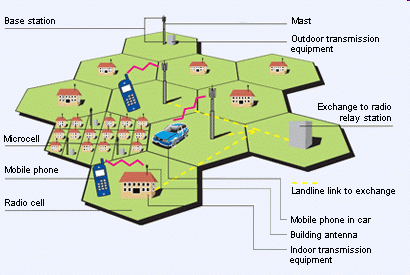 Base station
Mast
Outdoor transmission
equipment
Exchange to radio
relay station
Microcell
Mobile phone
Landline link to exchange
Radio cell
Mobile phone in car
Building antenna
Indoor transmission
equipment